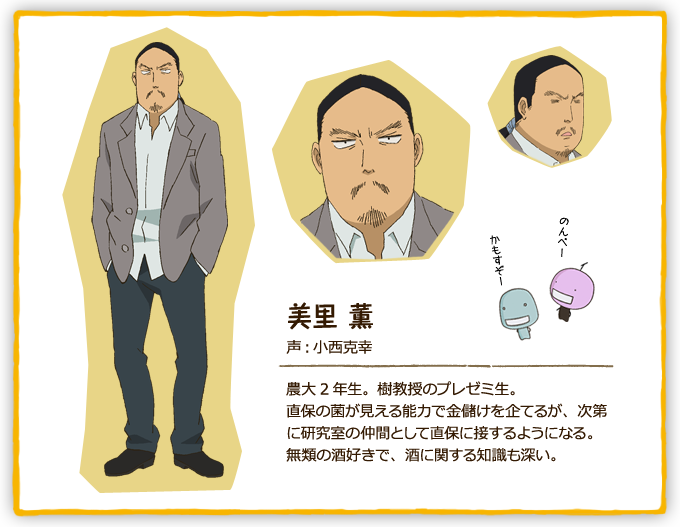 のんべー
かもすぞー
美里 薫
声:小西克幸
農大2年生。樹教授のプレゼミ生。
直保の菌が見える能力で金儲けを企てるが、次第
に研究室の仲間として直保に接するようになる。
無類の酒好きで、酒に関する知識も深い。